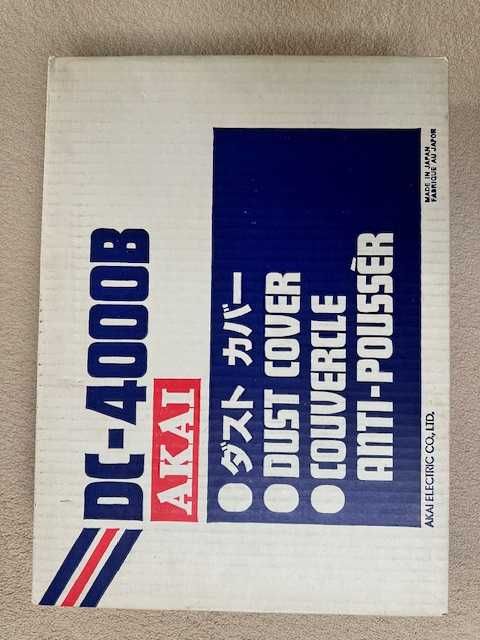 DC-4000B
AKAI
ダスト カバー
DUST COVER
COUVERCLE
ANTI-POUSSÈR
MADE IN JAPAN
FABRIQUE AU JAPOR
AKAI ELECTRIC CO., LTD.